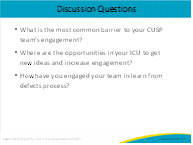 Discussion Questions
• What is the most common barrier to your CUSP
team's engagement?
• Where are the opportunities in your ICU to get
new ideas and increase engagement?
• How have you engaged your team in learn from
defects process?